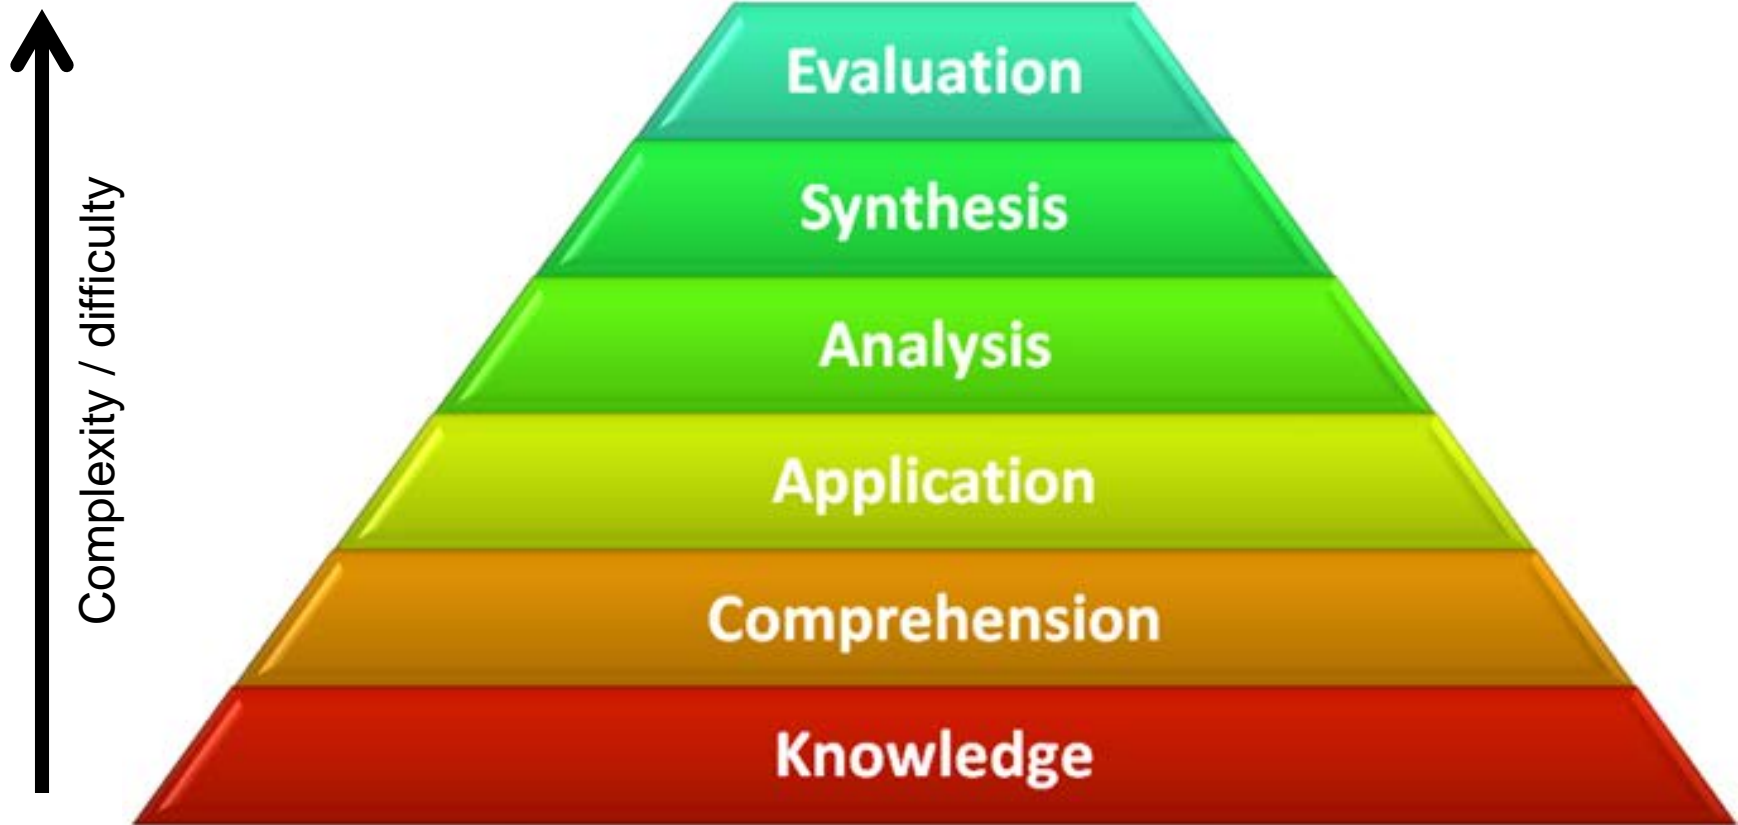 Complexity / difficulty
Evaluation
Synthesis
Analysis
Application
Comprehension
Knowledge